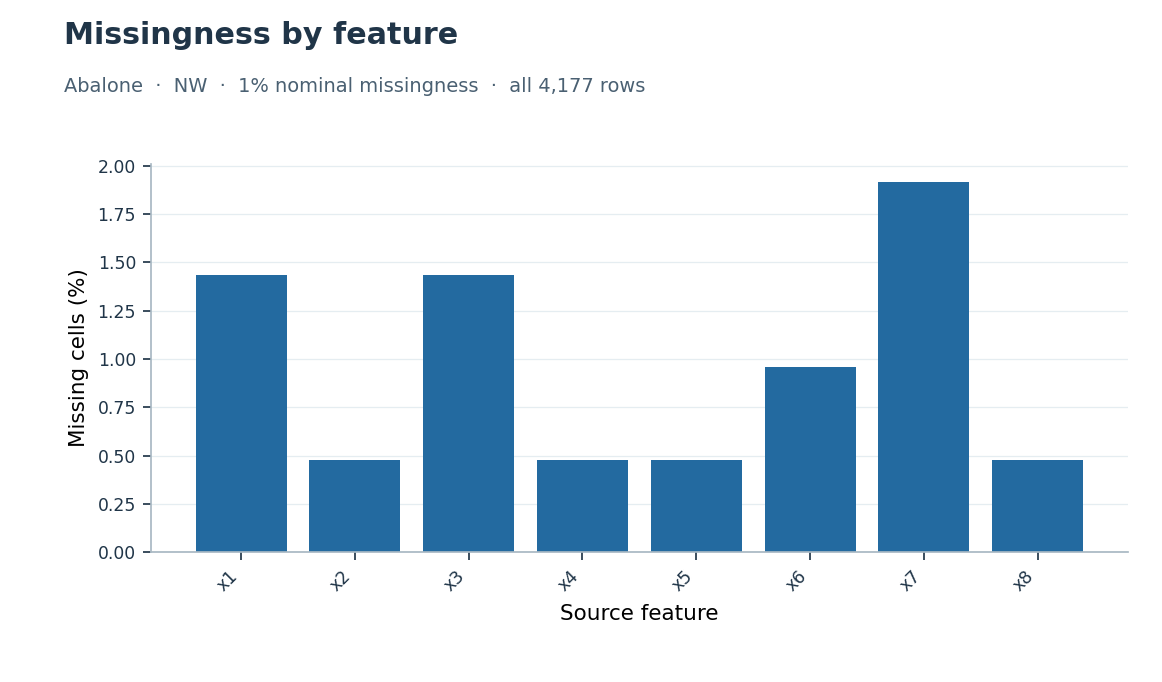 Missingness by feature
Abalone · NW · 1% nominal missingness · all 4,177 rows
2.00
1.75
1.50
1.25
1.00
0.75
0.50
0.25
0.00
Missing cells (%)
x1 x2 x3 x4 x5 x6 x7 x8
Source feature